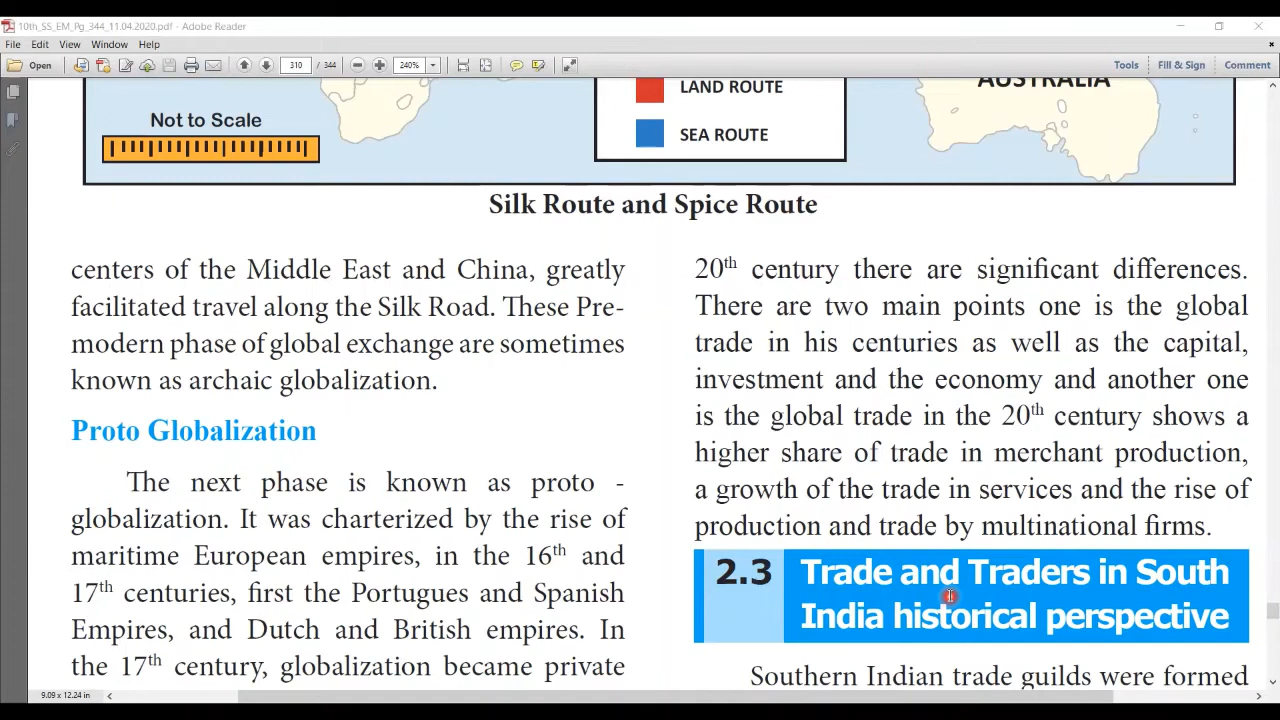 10th_SS_EM_Pg_344_11.04.2020.pdf - Adobe Reader
File Edit View Window Help
Open 310 / 344 240% Tools Fill & Sign Comment
LAND ROUTE
AUSTRALIA
Not to Scale
SEA ROUTE
Silk Route and Spice Route
centers of the Middle East and China, greatly
facilitated travel along the Silk Road. These Pre-
modern phase of global exchange are sometimes
known as archaic globalization.
Proto Globalization
The next phase is known as proto -
globalization. It was charterized by the rise of
maritime European empires, in the 16th and
17th centuries, first the Portugues and Spanish
Empires, and Dutch and British empires. In
the 17th century, globalization became private
20th century there are significant differences.
There are two main points one is the global
trade in his centuries as well as the capital,
investment and the economy and another one
is the global trade in the 20th century shows a
higher share of trade in merchant production,
a growth of the trade in services and the rise of
production and trade by multinational firms.
2.3 Trade and Traders in South
India historical perspective
Southern Indian trade guilds were formed
9.09 x 12.24 in